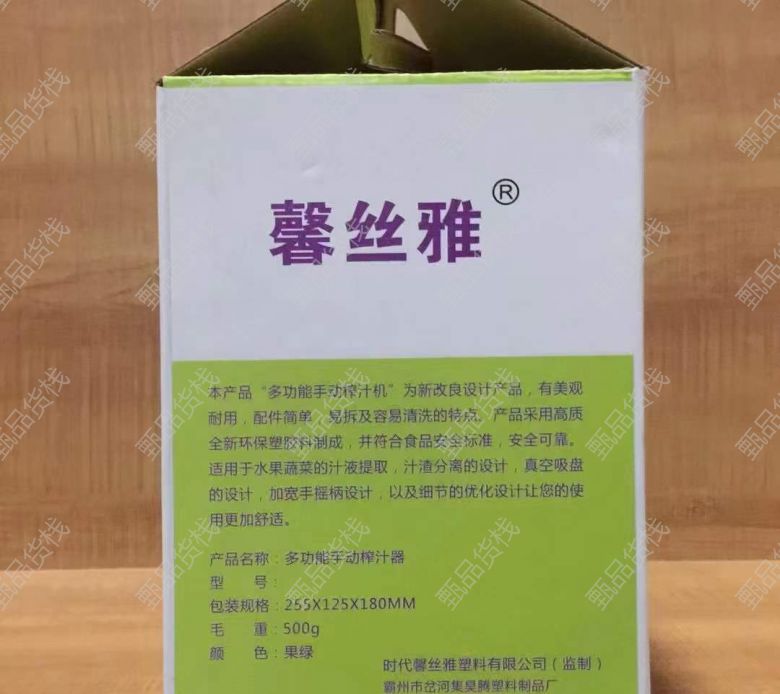 馨丝雅®
本产品“多功能手动榨汁机”为新改良设计产品，有美观
耐用，配件简单、易拆及容易清洗的特点。产品采用高质
全新环保塑胶料制成，并符合食品安全标准，安全可靠。
适用于水果蔬菜的汁液提取，汁渣分离的设计，真空吸盘
的设计，加宽手摇柄设计，以及细节的优化设计让您的使
用更加舒适。
产品名称：多功能手动榨汁器
型 号：
包装规格：255X125X180MM
毛 重：500g
颜 色：果绿
时代馨丝雅塑料有限公司（监制）
霸州市岔河集昊腾塑料制品厂
甄品货栈